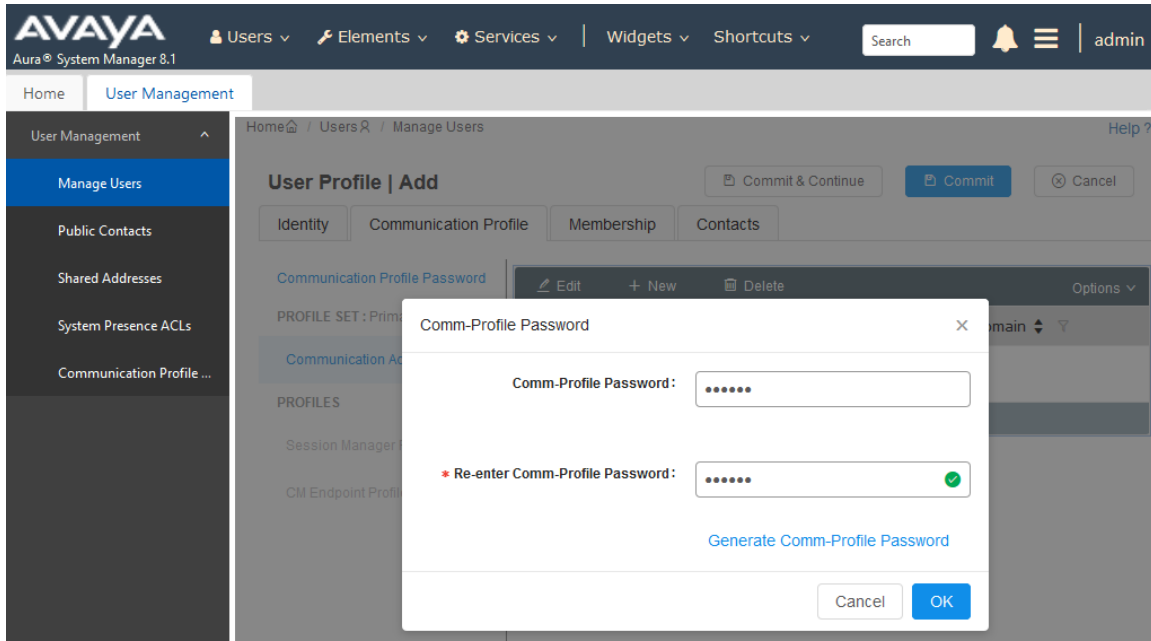 AVAYA
Aura® System Manager 8.1
Users Elements Services | Widgets Shortcuts Search admin
Home User Management
User Management
Manage Users
Public Contacts
Shared Addresses
System Presence ACLs
Communication Profile ...
Home / Users / Manage Users Help ?
User Profile | Add Commit & Continue Commit Cancel
Identity Communication Profile Membership Contacts
Communication Profile Password
Edit + New Delete Options
PROFILE SET :
Communication
PROFILES
Session Manager
CM Endpoint
Comm-Profile Password ×
Comm-Profile Password : ••••••
* Re-enter Comm-Profile Password : ••••••
Generate Comm-Profile Password
Cancel OK